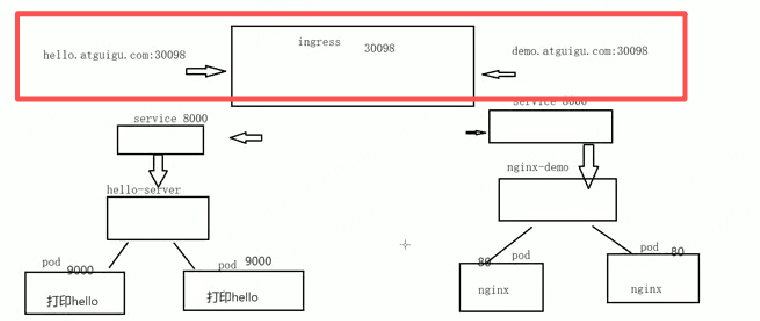 ingress
30098
hello.atguigu.com:30098
demo.atguigu.com:30098
service 8000
service 8000
nginx-demo
hello-server
pod
9000
pod
9000
80
pod
pod
80
打印hello
打印hello
nginx
nginx